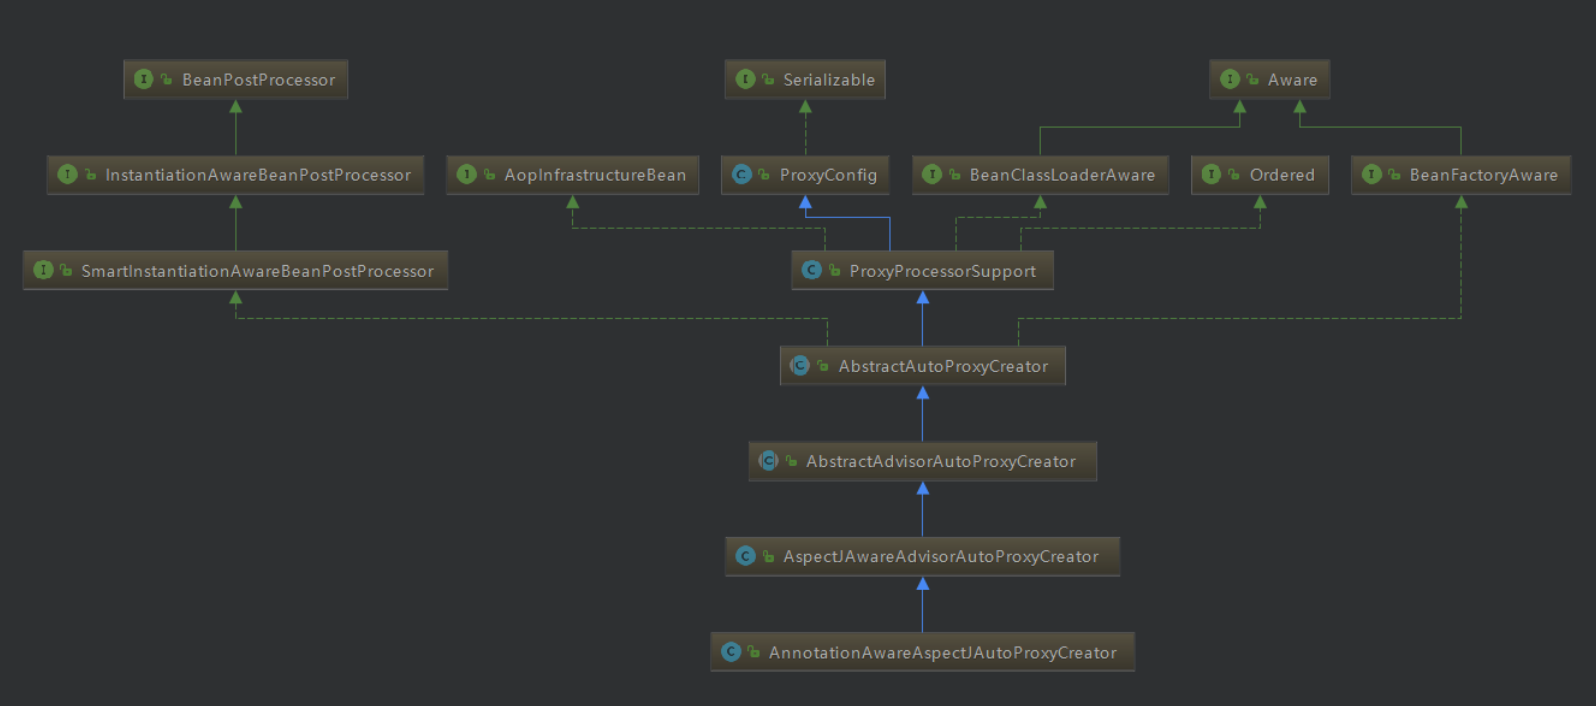 BeanPostProcessor
Serializable
Aware
InstantiationAwareBeanPostProcessor
AopInfrastructureBean
ProxyConfig
BeanClassLoaderAware
Ordered
BeanFactoryAware
SmartInstantiationAwareBeanPostProcessor
ProxyProcessorSupport
AbstractAutoProxyCreator
AbstractAdvisorAutoProxyCreator
AspectJAwareAdvisorAutoProxyCreator
AnnotationAwareAspectJAutoProxyCreator